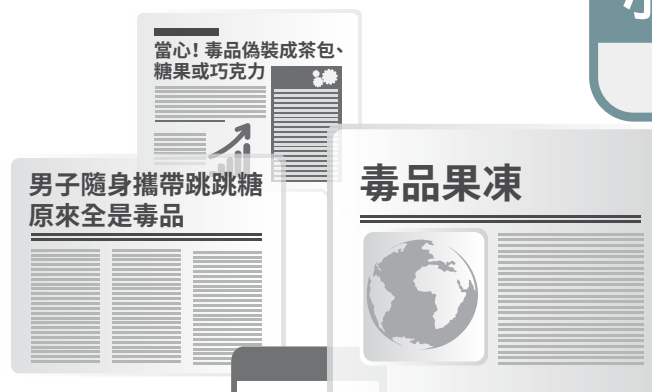 當心！毒品偽裝成茶包、
糖果或巧克力
男子隨身攜帶跳跳糖
原來全是毒品
毒品果凍